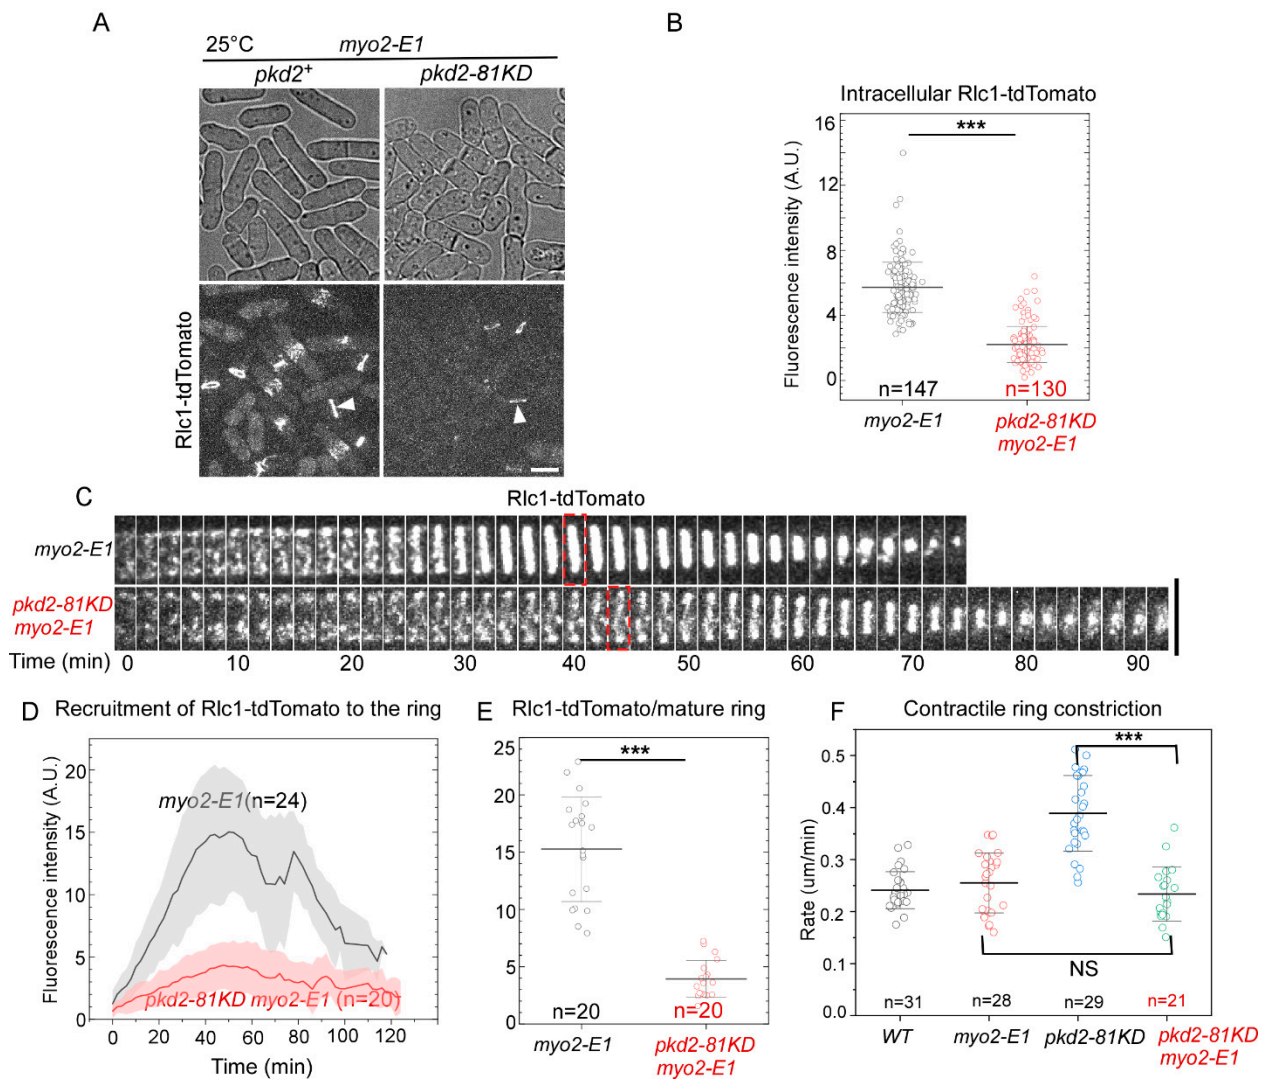 A
25°C myo2-E1
pkd2+ pkd2-81KD
Rlc1-tdTomato
B
Intracellular Rlc1-tdTomato
Fluorescence intensity (A.U.)
16
12
8
4
0
***
n=147 n=130
myo2-E1 pkd2-81KD
myo2-E1
C
Rlc1-tdTomato
myo2-E1
pkd2-81KD
myo2-E1
Time (min) 0 10 20 30 40 50 60 70 80 90
D Recruitment of Rlc1-tdTomato to the ring
Fluorescence intensity (A.U.)
20
15
10
5
0
myo2-E1(n=24)
pkd2-81KD myo2-E1 (n=20)
0 20 40 60 80 100 120
Time (min)
E Rlc1-tdTomato/mature ring
25
20
15
10
5
0
***
n=20 n=20
myo2-E1 pkd2-81KD
myo2-E1
F Contractile ring constriction
Rate (um/min)
0.5
0.4
0.3
0.2
0.1
0.0
***
NS
n=31 n=28 n=29 n=21
WT myo2-E1 pkd2-81KD pkd2-81KD
myo2-E1